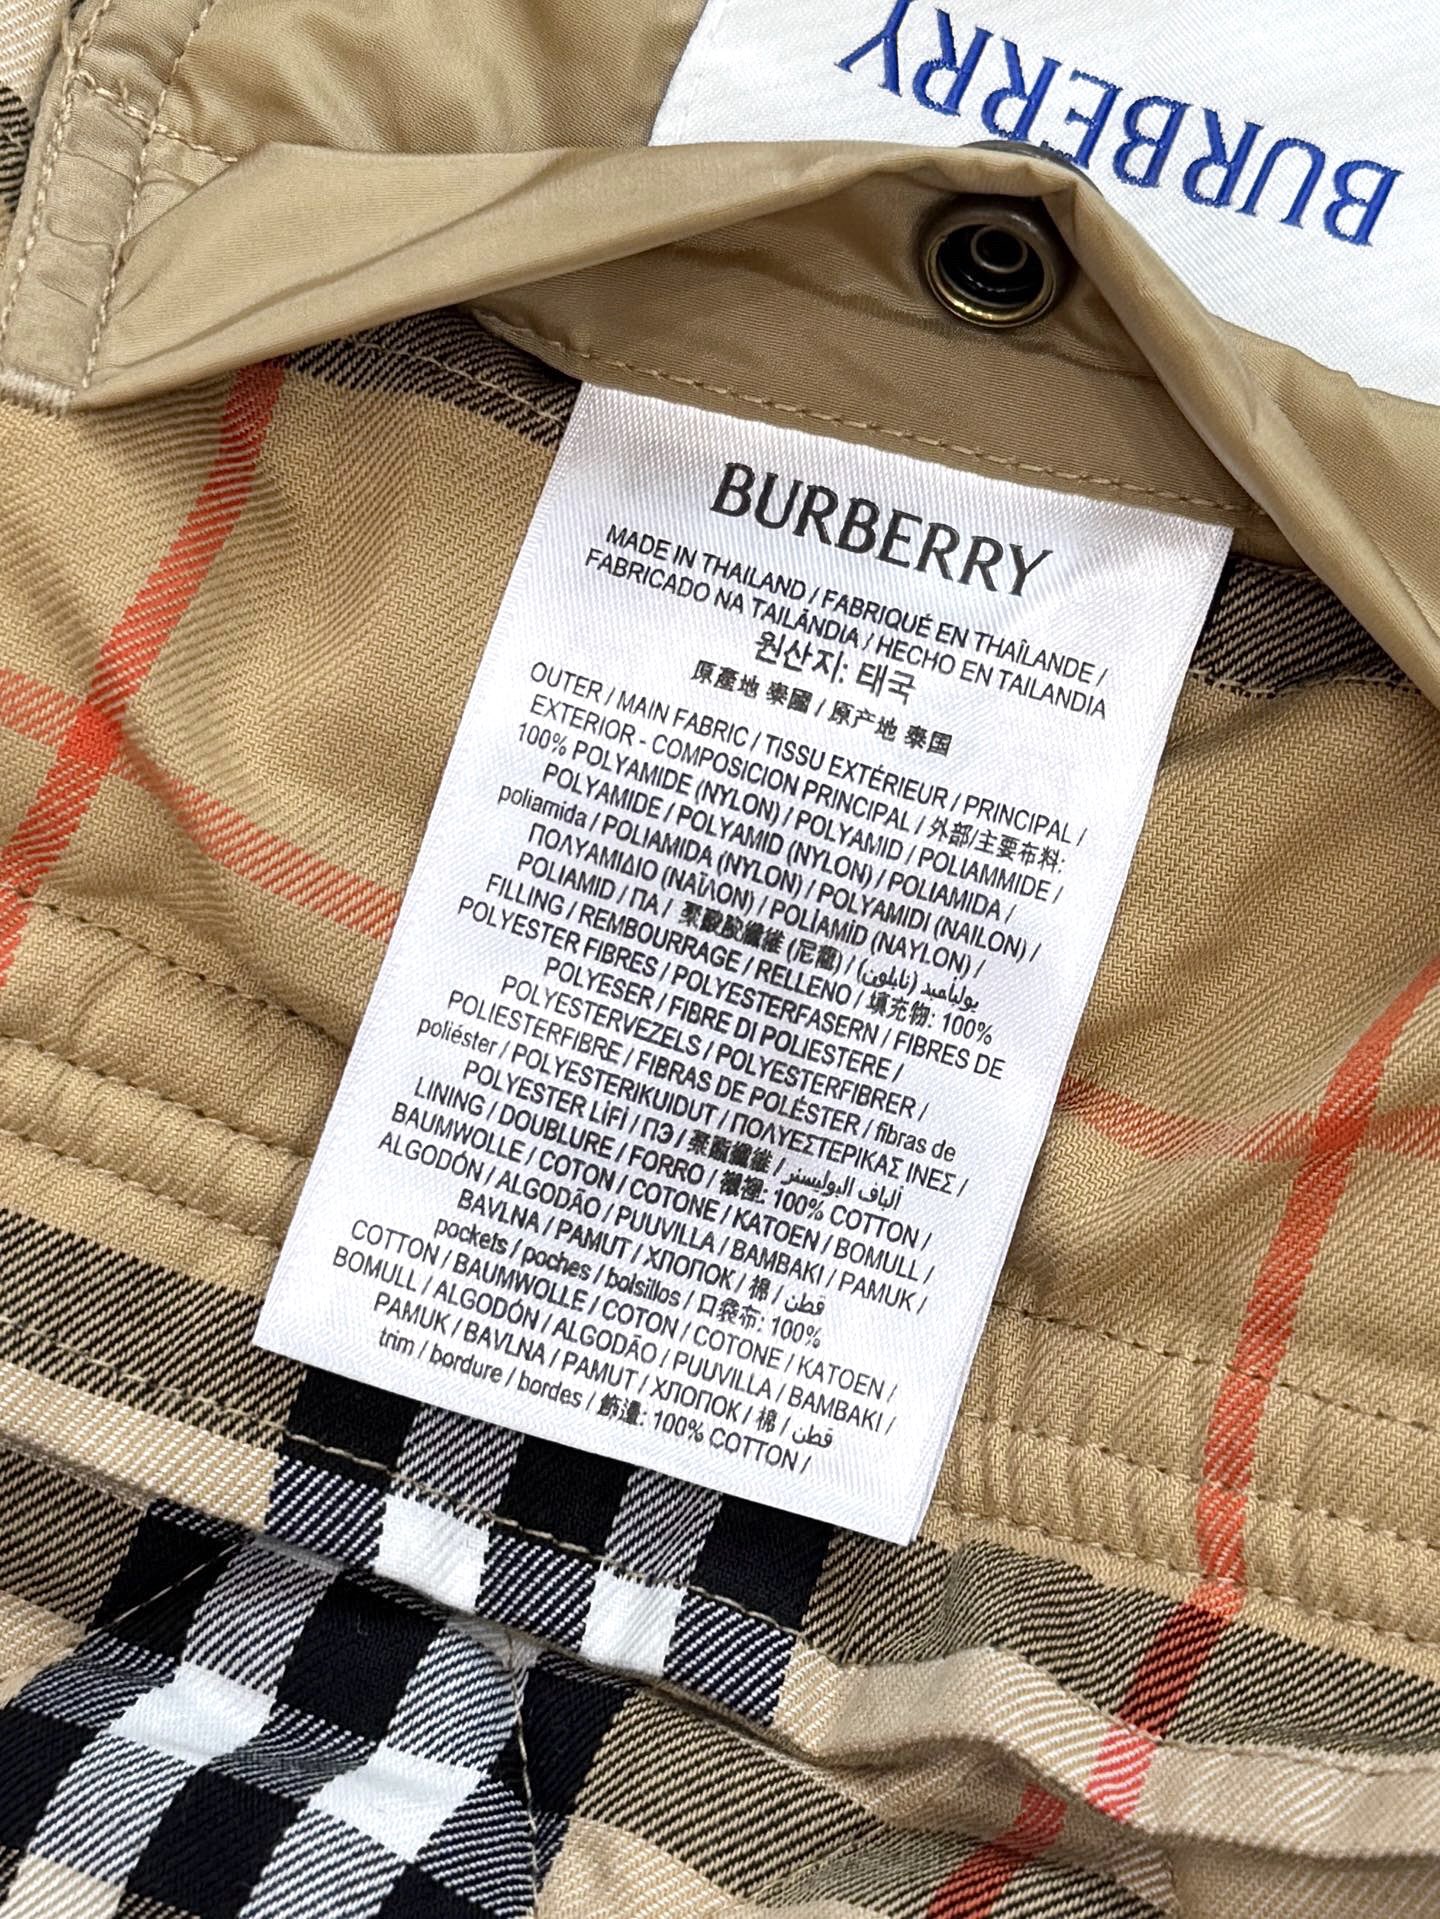 BURBERRY
BURBERRY
MADE IN THAILAND / FABRIQUÉ EN THAÏLANDE /
FABRICADO NA TAILÂNDIA / HECHO EN TAILANDIA
원산지: 태국
原產地 泰國 / 原产地 泰国
OUTER / MAIN FABRIC / TISSU EXTÉRIEUR / PRINCIPAL /
EXTERIOR - COMPOSICION PRINCIPAL / 外部/主要布料:
100% POLYAMIDE (NYLON) / POLYAMID / POLIAMMIDE /
POLYAMIDE / POLYAMID (NYLON) / POLIAMIDA /
poliamida / POLIAMIDA (NYLON) / POLYAMIDI (NAILON) /
ΠΟΛΥΑΜΙΔΙΟ (ΝΑΪΛΟΝ) / POLİAMİD (NAYLON) /
POLIAMID / ПА / 聚酸胺纖維 (尼龍) / بولياميد (نايلون)
FILLING / REMBOURRAGE / RELLENO / 填充物: 100%
POLYESTER FIBRES / POLYESTERFASERN / FIBRES DE
POLYESER / FIBRE DI POLIESTERE /
POLYESTERVEZELS / POLYESTERFIBRER /
POLIESTERFIBRE / FIBRAS DE POLÉSTER / fibras de
poliéster / POLYESTERIKUIDUT / ΠΟΛΥΕΣΤΕΡΙΚΑΣ ΙΝΕΣ /
POLYESTER LİFİ / ПЭ / 聚酯纖維 / ألياف البوليستر
LINING / DOUBLURE / FORRO / 襯裡: 100% COTTON /
BAUMWOLLE / COTON / COTONE / KATOEN / BOMULL /
ALGODÓN / ALGODÃO / PUUVILLA / BAMBAKI / PAMUK /
BAVLNA / PAMUT / ХЛОПОК / 棉 / قطن
pockets / poches / bolsillos / 口袋布: 100%
COTTON / BAUMWOLLE / COTON / COTONE / KATOEN /
BOMULL / ALGODÓN / ALGODÃO / PUUVILLA / BAMBAKI /
PAMUK / BAVLNA / PAMUT / ХЛОПОК / 棉 / قطن
trim / bordure / bordes / 飾邊: 100% COTTON /